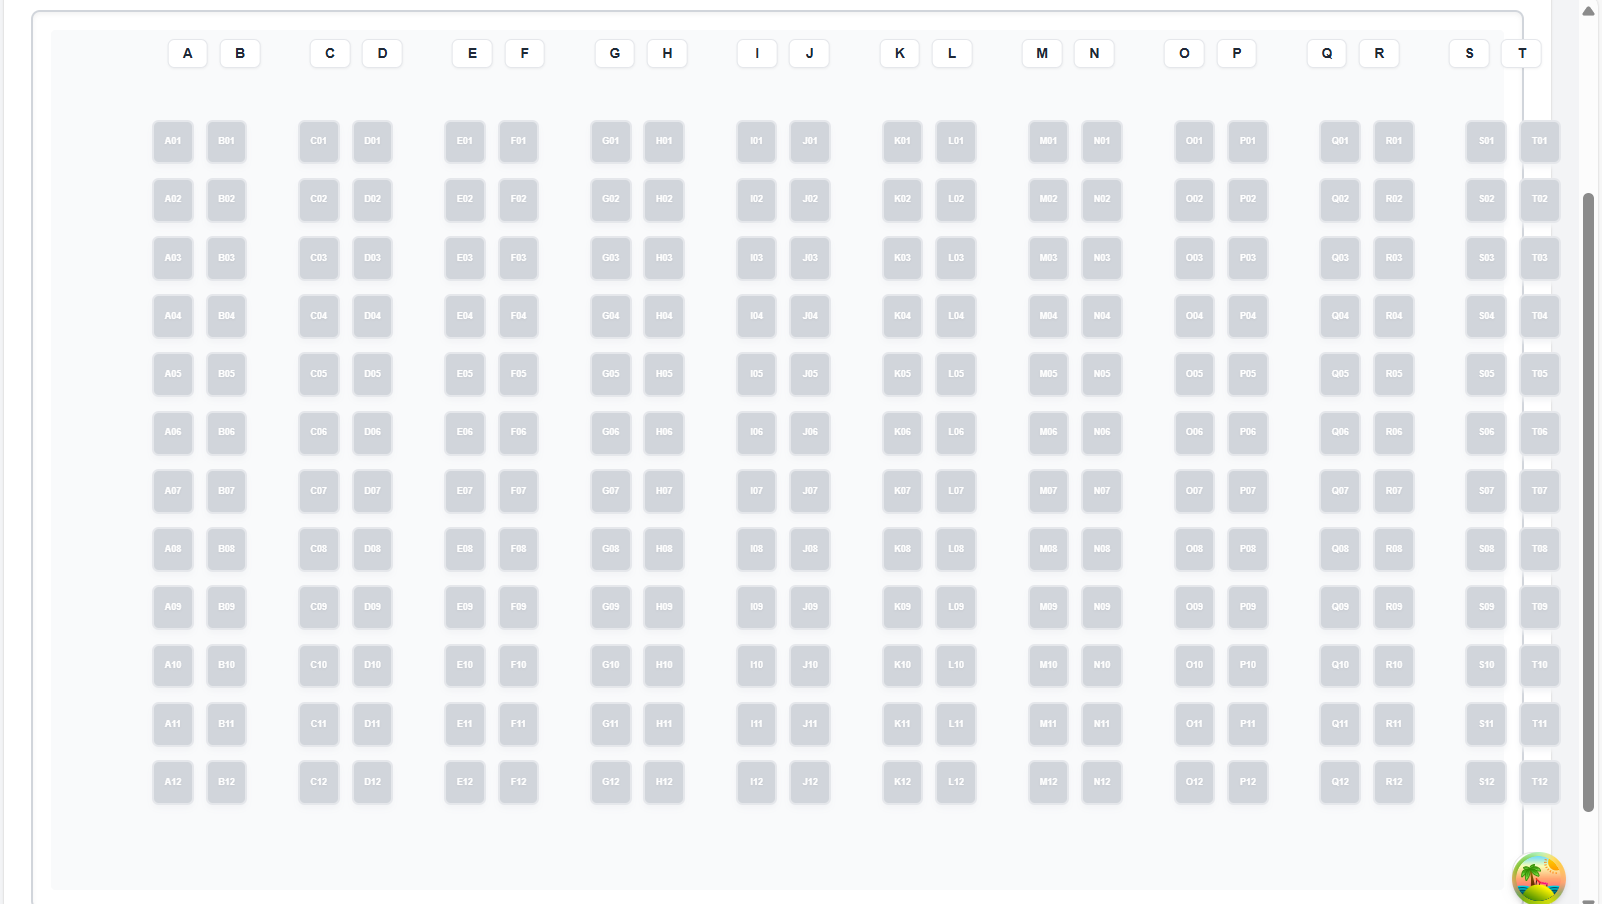 A B C D E F G H I J K L M N O P Q R S T
A01 B01 C01 D01 E01 F01 G01 H01 I01 J01 K01 L01 M01 N01 O01 P01 Q01 R01 S01 T01
A02 B02 C02 D02 E02 F02 G02 H02 I02 J02 K02 L02 M02 N02 O02 P02 Q02 R02 S02 T02
A03 B03 C03 D03 E03 F03 G03 H03 I03 J03 K03 L03 M03 N03 O03 P03 Q03 R03 S03 T03
A04 B04 C04 D04 E04 F04 G04 H04 I04 J04 K04 L04 M04 N04 O04 P04 Q04 R04 S04 T04
A05 B05 C05 D05 E05 F05 G05 H05 I05 J05 K05 L05 M05 N05 O05 P05 Q05 R05 S05 T05
A06 B06 C06 D06 E06 F06 G06 H06 I06 J06 K06 L06 M06 N06 O06 P06 Q06 R06 S06 T06
A07 B07 C07 D07 E07 F07 G07 H07 I07 J07 K07 L07 M07 N07 O07 P07 Q07 R07 S07 T07
A08 B08 C08 D08 E08 F08 G08 H08 I08 J08 K08 L08 M08 N08 O08 P08 Q08 R08 S08 T08
A09 B09 C09 D09 E09 F09 G09 H09 I09 J09 K09 L09 M09 N09 O09 P09 Q09 R09 S09 T09
A10 B10 C10 D10 E10 F10 G10 H10 I10 J10 K10 L10 M10 N10 O10 P10 Q10 R10 S10 T10
A11 B11 C11 D11 E11 F11 G11 H11 I11 J11 K11 L11 M11 N11 O11 P11 Q11 R11 S11 T11
A12 B12 C12 D12 E12 F12 G12 H12 I12 J12 K12 L12 M12 N12 O12 P12 Q12 R12 S12 T12